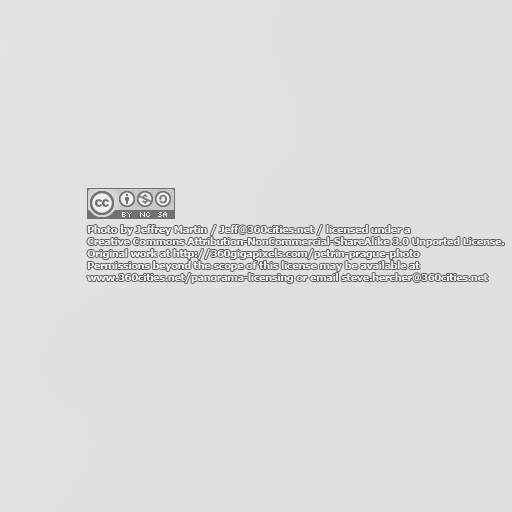 cc
BY NC SA
Photo by Jeffrey Martin / Jeff@360cities.net / licensed under a
Creative Commons Attribution-NonCommercial-ShareAlike 3.0 Unported License.
Original work at http://360gigapixels.com/petrin-prague-photo
Permissions beyond the scope of this license may be available at
www.360cities.net/panorama-licensing or email steve.hercher@360cities.net